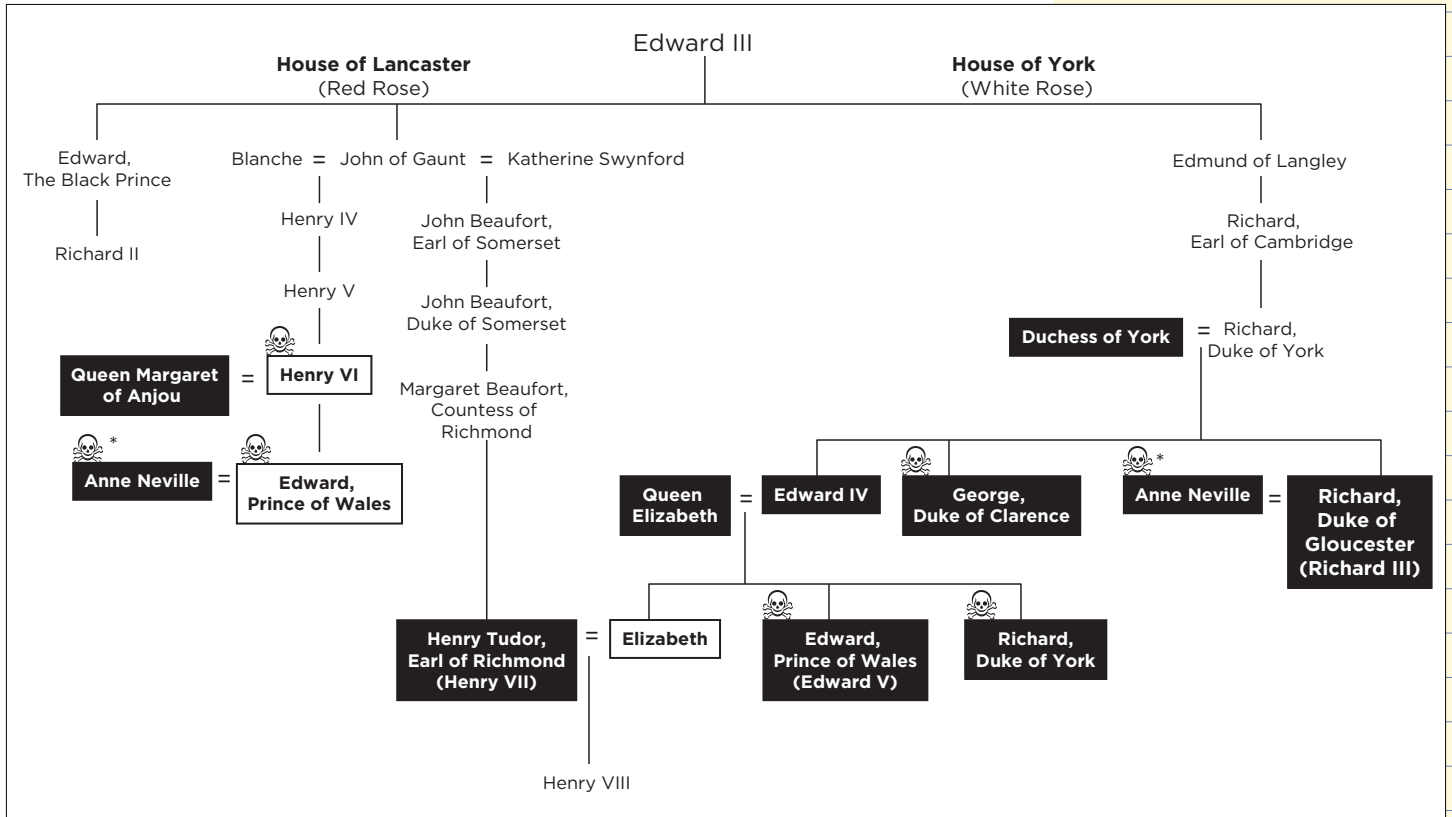 Edward III
House of Lancaster
(Red Rose)
House of York
(White Rose)
Edward,
The Black Prince
Blanche = John of Gaunt = Katherine Swynford
Edmund of Langley
Richard II
Henry IV
John Beaufort,
Earl of Somerset
Richard,
Earl of Cambridge
Henry V
John Beaufort,
Duke of Somerset
Duchess of York = Richard,
Duke of York
Queen Margaret
of Anjou
=
Henry VI
Margaret Beaufort,
Countess of
Richmond
*
Anne Neville =
Edward,
Prince of Wales
Queen
Elizabeth
=
Edward IV
George,
Duke of Clarence
*
Anne Neville =
Richard,
Duke of
Gloucester
(Richard III)
Henry Tudor,
Earl of Richmond
(Henry VII)
=
Elizabeth
Edward,
Prince of Wales
(Edward V)
Richard,
Duke of York
Henry VIII